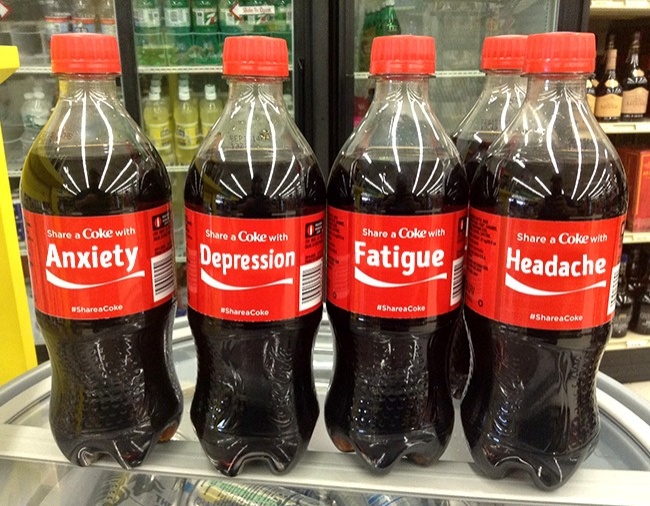 Share a Coke with
Anxiety
#ShareaCoke
Share a Coke with
Depression
#ShareaCoke
Share a Coke with
Fatigue
#ShareaCoke
Share a Coke with
Headache
#ShareaCoke